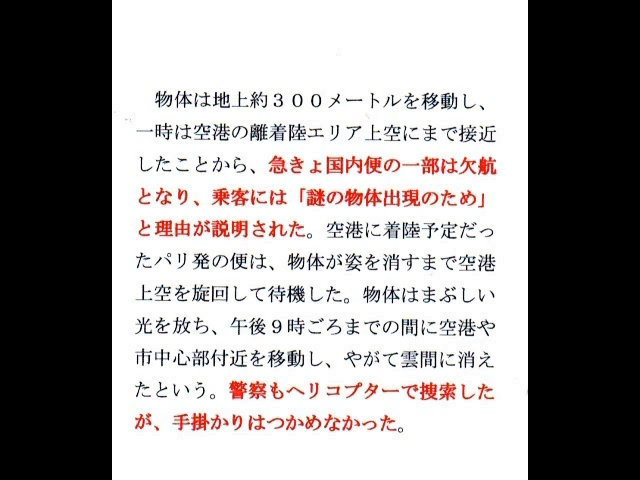 物体は地上約３００メートルを移動し、
一時は空港の離着陸エリア上空にまで接近
したことから、急きょ国内便の一部は欠航
となり、乗客には「謎の物体出現のため」
と理由が説明された。空港に着陸予定だっ
たパリ発の便は、物体が姿を消すまで空港
上空を旋回して待機した。物体はまぶしい
光を放ち、午後９時ごろまでの間に空港や
市中心部付近を移動し、やがて雲間に消え
たという。警察もヘリコプターで捜索した
が、手掛かりはつかめなかった。